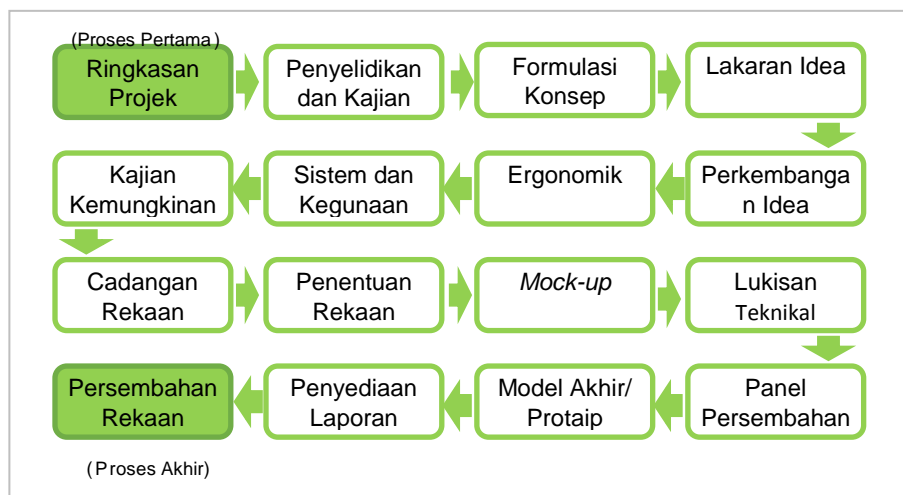 (Proses Pertama)
Ringkasan
Projek
Penyelidikan
dan Kajian
Formulasi
Konsep
Lakaran Idea
Perkembanga
n Idea
Ergonomik
Sistem dan
Kegunaan
Kajian
Kemungkinan
Cadangan
Rekaan
Penentuan
Rekaan
Mock-up
Lukisan
Teknikal
Panel
Persembahan
Model Akhir/
Protaip
Penyediaan
Laporan
Persembahan
Rekaan
(Proses Akhir)